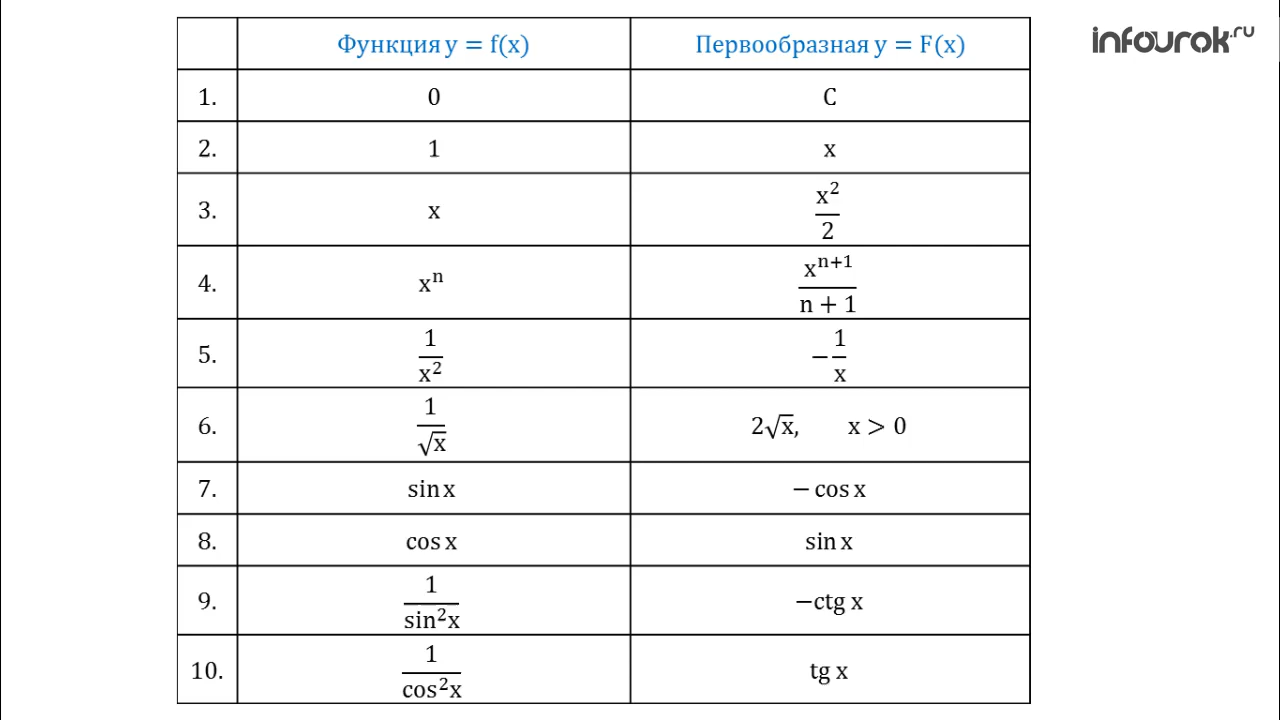 infourok.ru
Функция y = f(x) Первообразная y = F(x)
1. 0 C
2. 1 x
3. x x²/2
4. xⁿ xⁿ⁺¹/(n + 1)
5. 1/x² −1/x
6. 1/√x 2√x, x > 0
7. sin x − cos x
8. cos x sin x
9. 1/sin²x −ctg x
10. 1/cos²x tg x